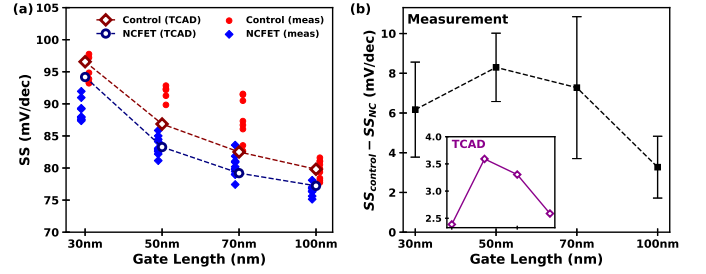 (a)
Control (TCAD)
NCFET (TCAD)
Control (meas)
NCFET (meas)
SS (mV/dec)
105
100
95
90
85
80
75
70
30nm 50nm 70nm 100nm
Gate Length (nm)
(b)
Measurement
SScontrol − SSNC (mV/dec)
10
8
6
4
2
0
TCAD
4.0
3.5
3.0
2.5
30nm 50nm 70nm 100nm
Gate Length (nm)